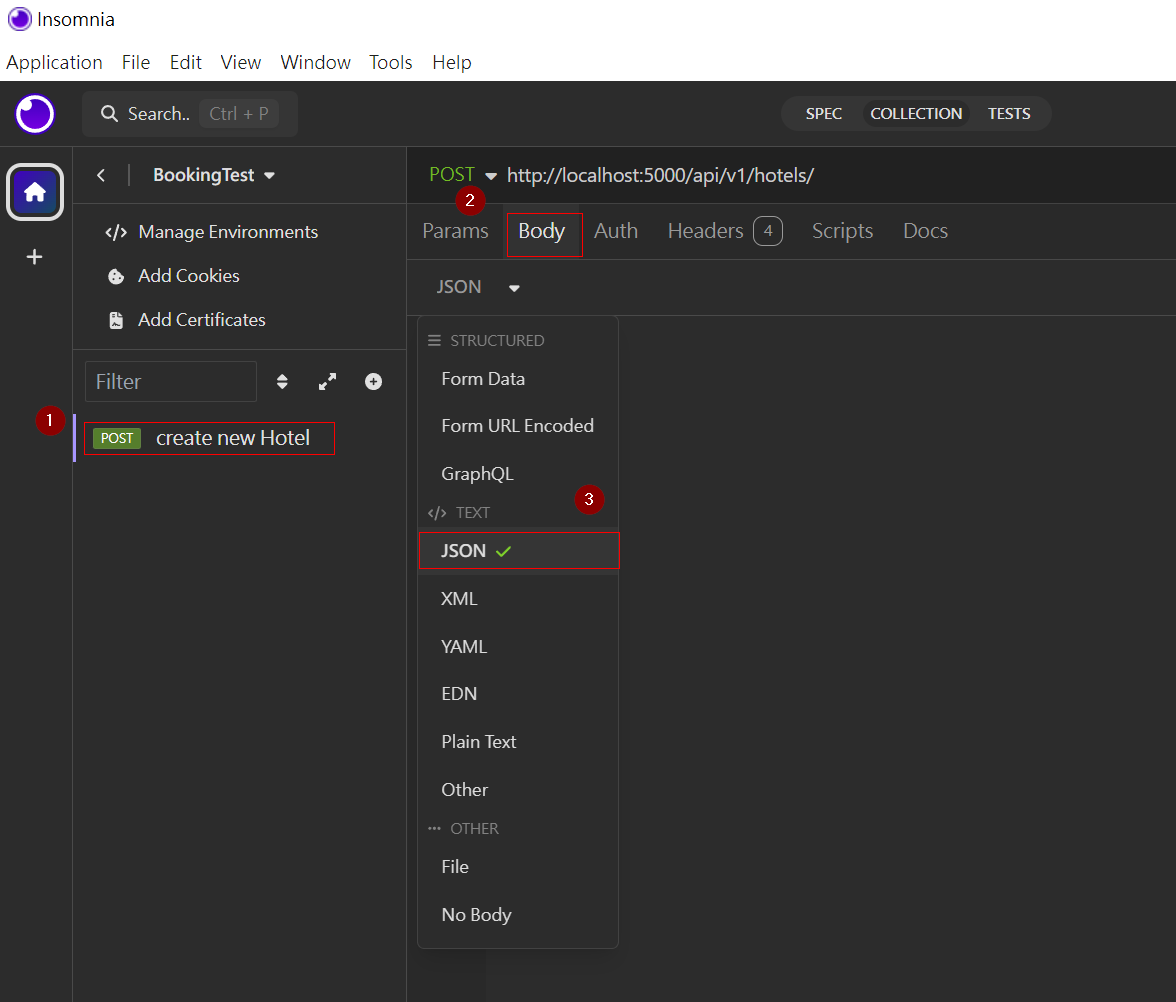 Insomnia
Application File Edit View Window Tools Help
Search.. Ctrl + P
SPEC COLLECTION TESTS
BookingTest
POST http://localhost:5000/api/v1/hotels/
2
Params Body Auth Headers 4 Scripts Docs
Manage Environments
Add Cookies
Add Certificates
Filter
1
POST create new Hotel
JSON
STRUCTURED
Form Data
Form URL Encoded
GraphQL
3
</> TEXT
JSON
XML
YAML
EDN
Plain Text
Other
OTHER
File
No Body